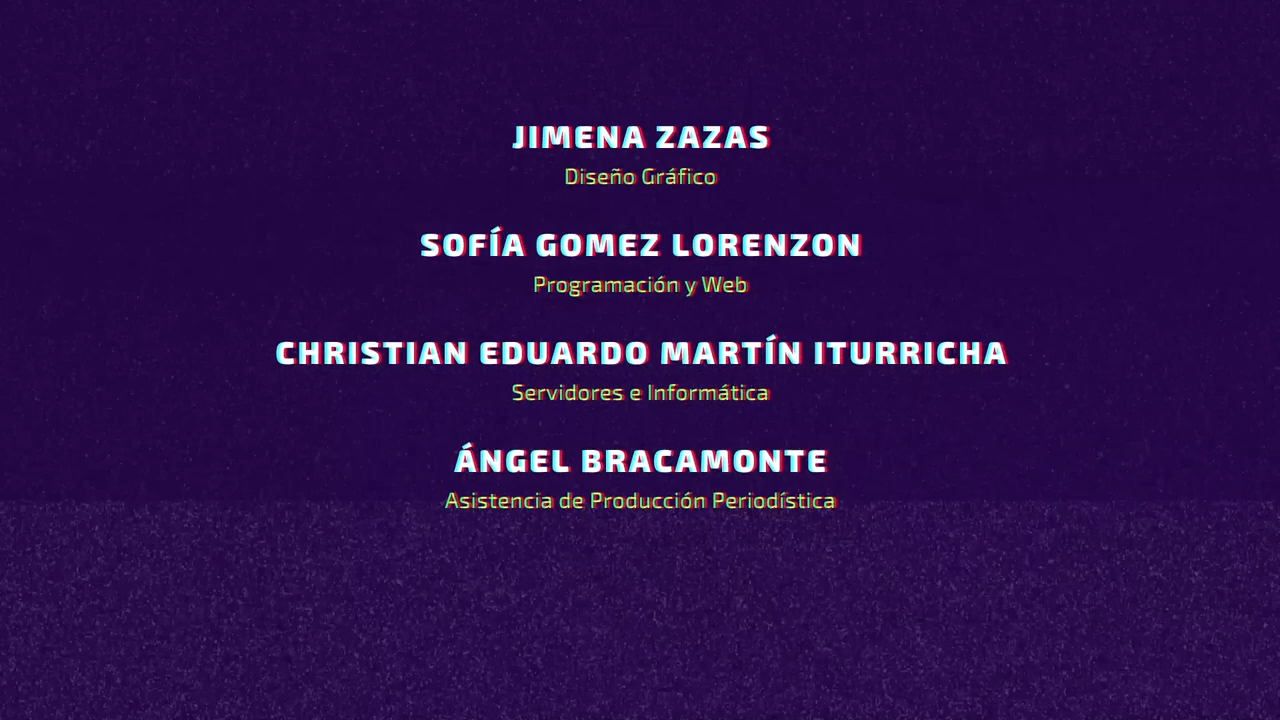 JIMENA ZAZAS
Diseño Gráfico
SOFÍA GOMEZ LORENZON
Programación y Web
CHRISTIAN EDUARDO MARTÍN ITURRICHA
Servidores e Informática
ÁNGEL BRACAMONTE
Asistencia de Producción Periodística